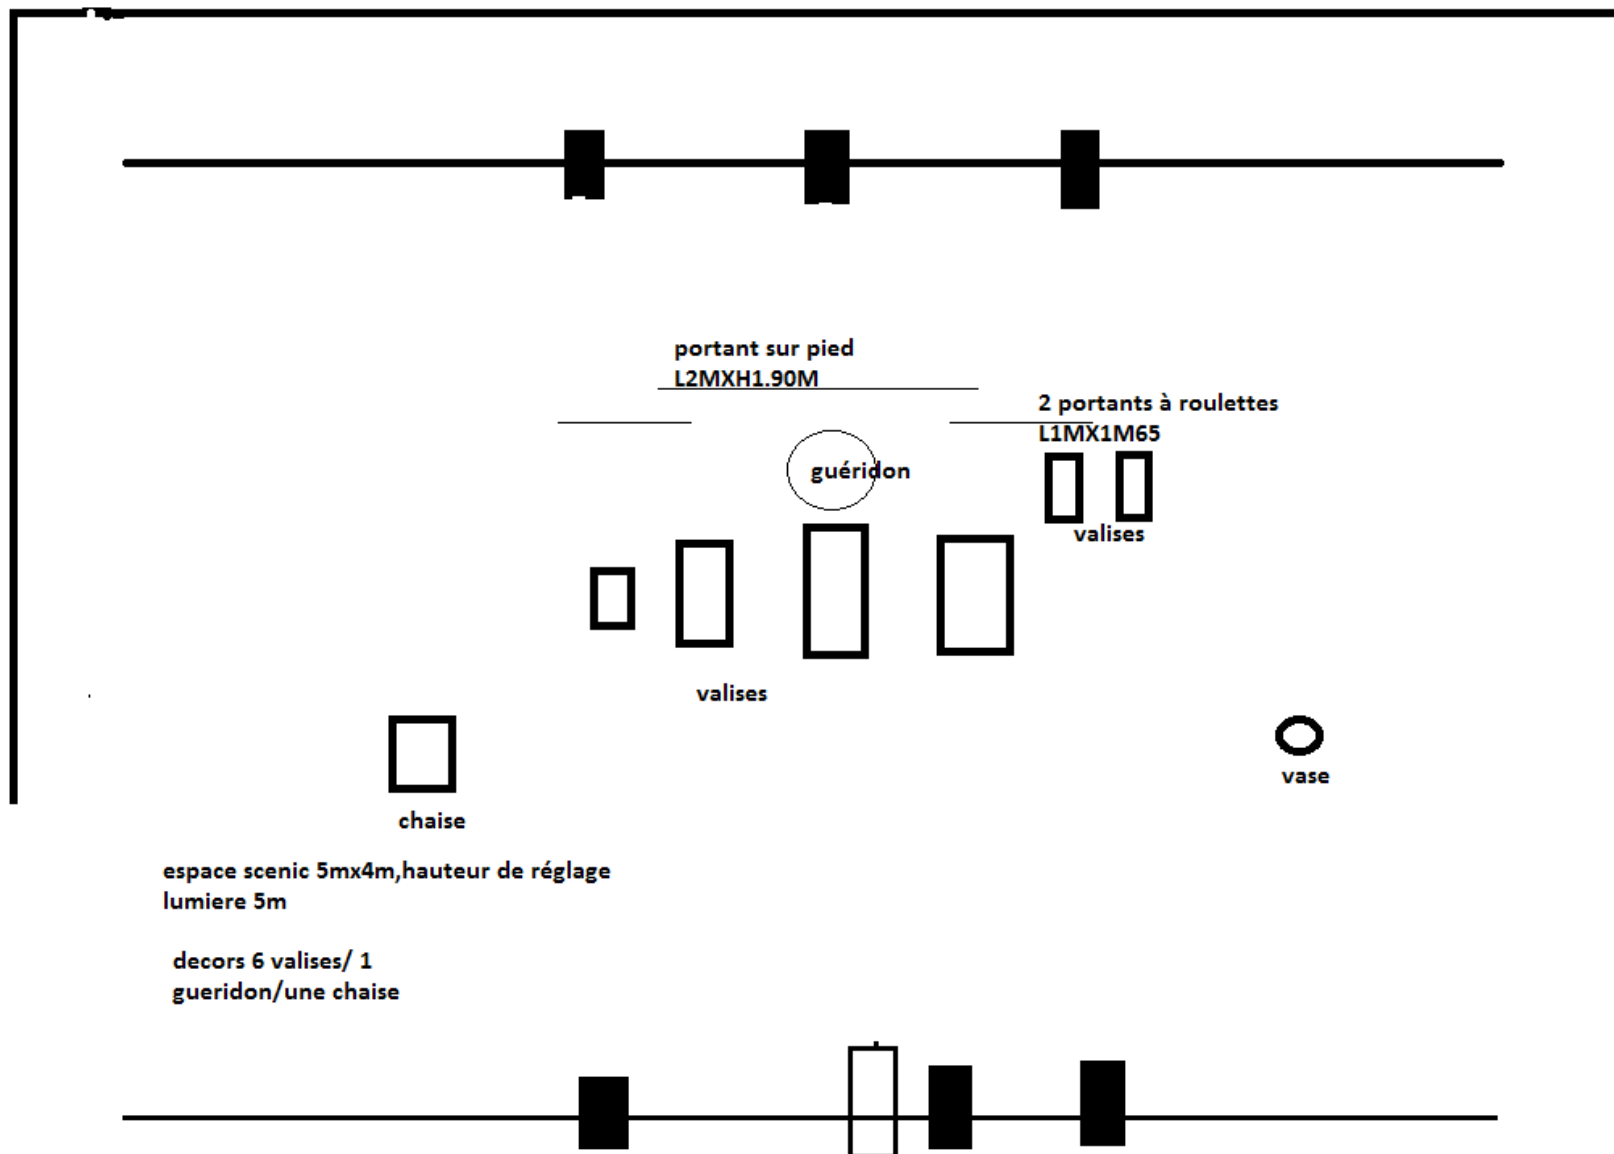 portant sur pied
L2MXH1.90M
2 portants à roulettes
L1MX1M65
guéridon
valises
valises
chaise
vase
espace scenic 5mx4m,hauteur de réglage
lumiere 5m
decors 6 valises/ 1
gueridon/une chaise